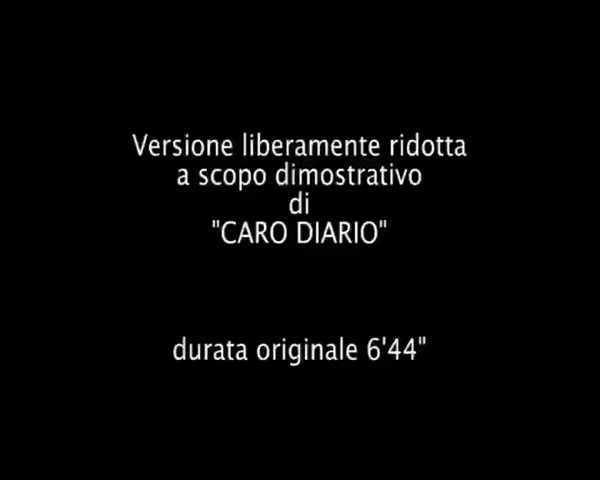 Versione liberamente ridotta
a scopo dimostrativo
di
"CARO DIARIO"
durata originale 6'44"